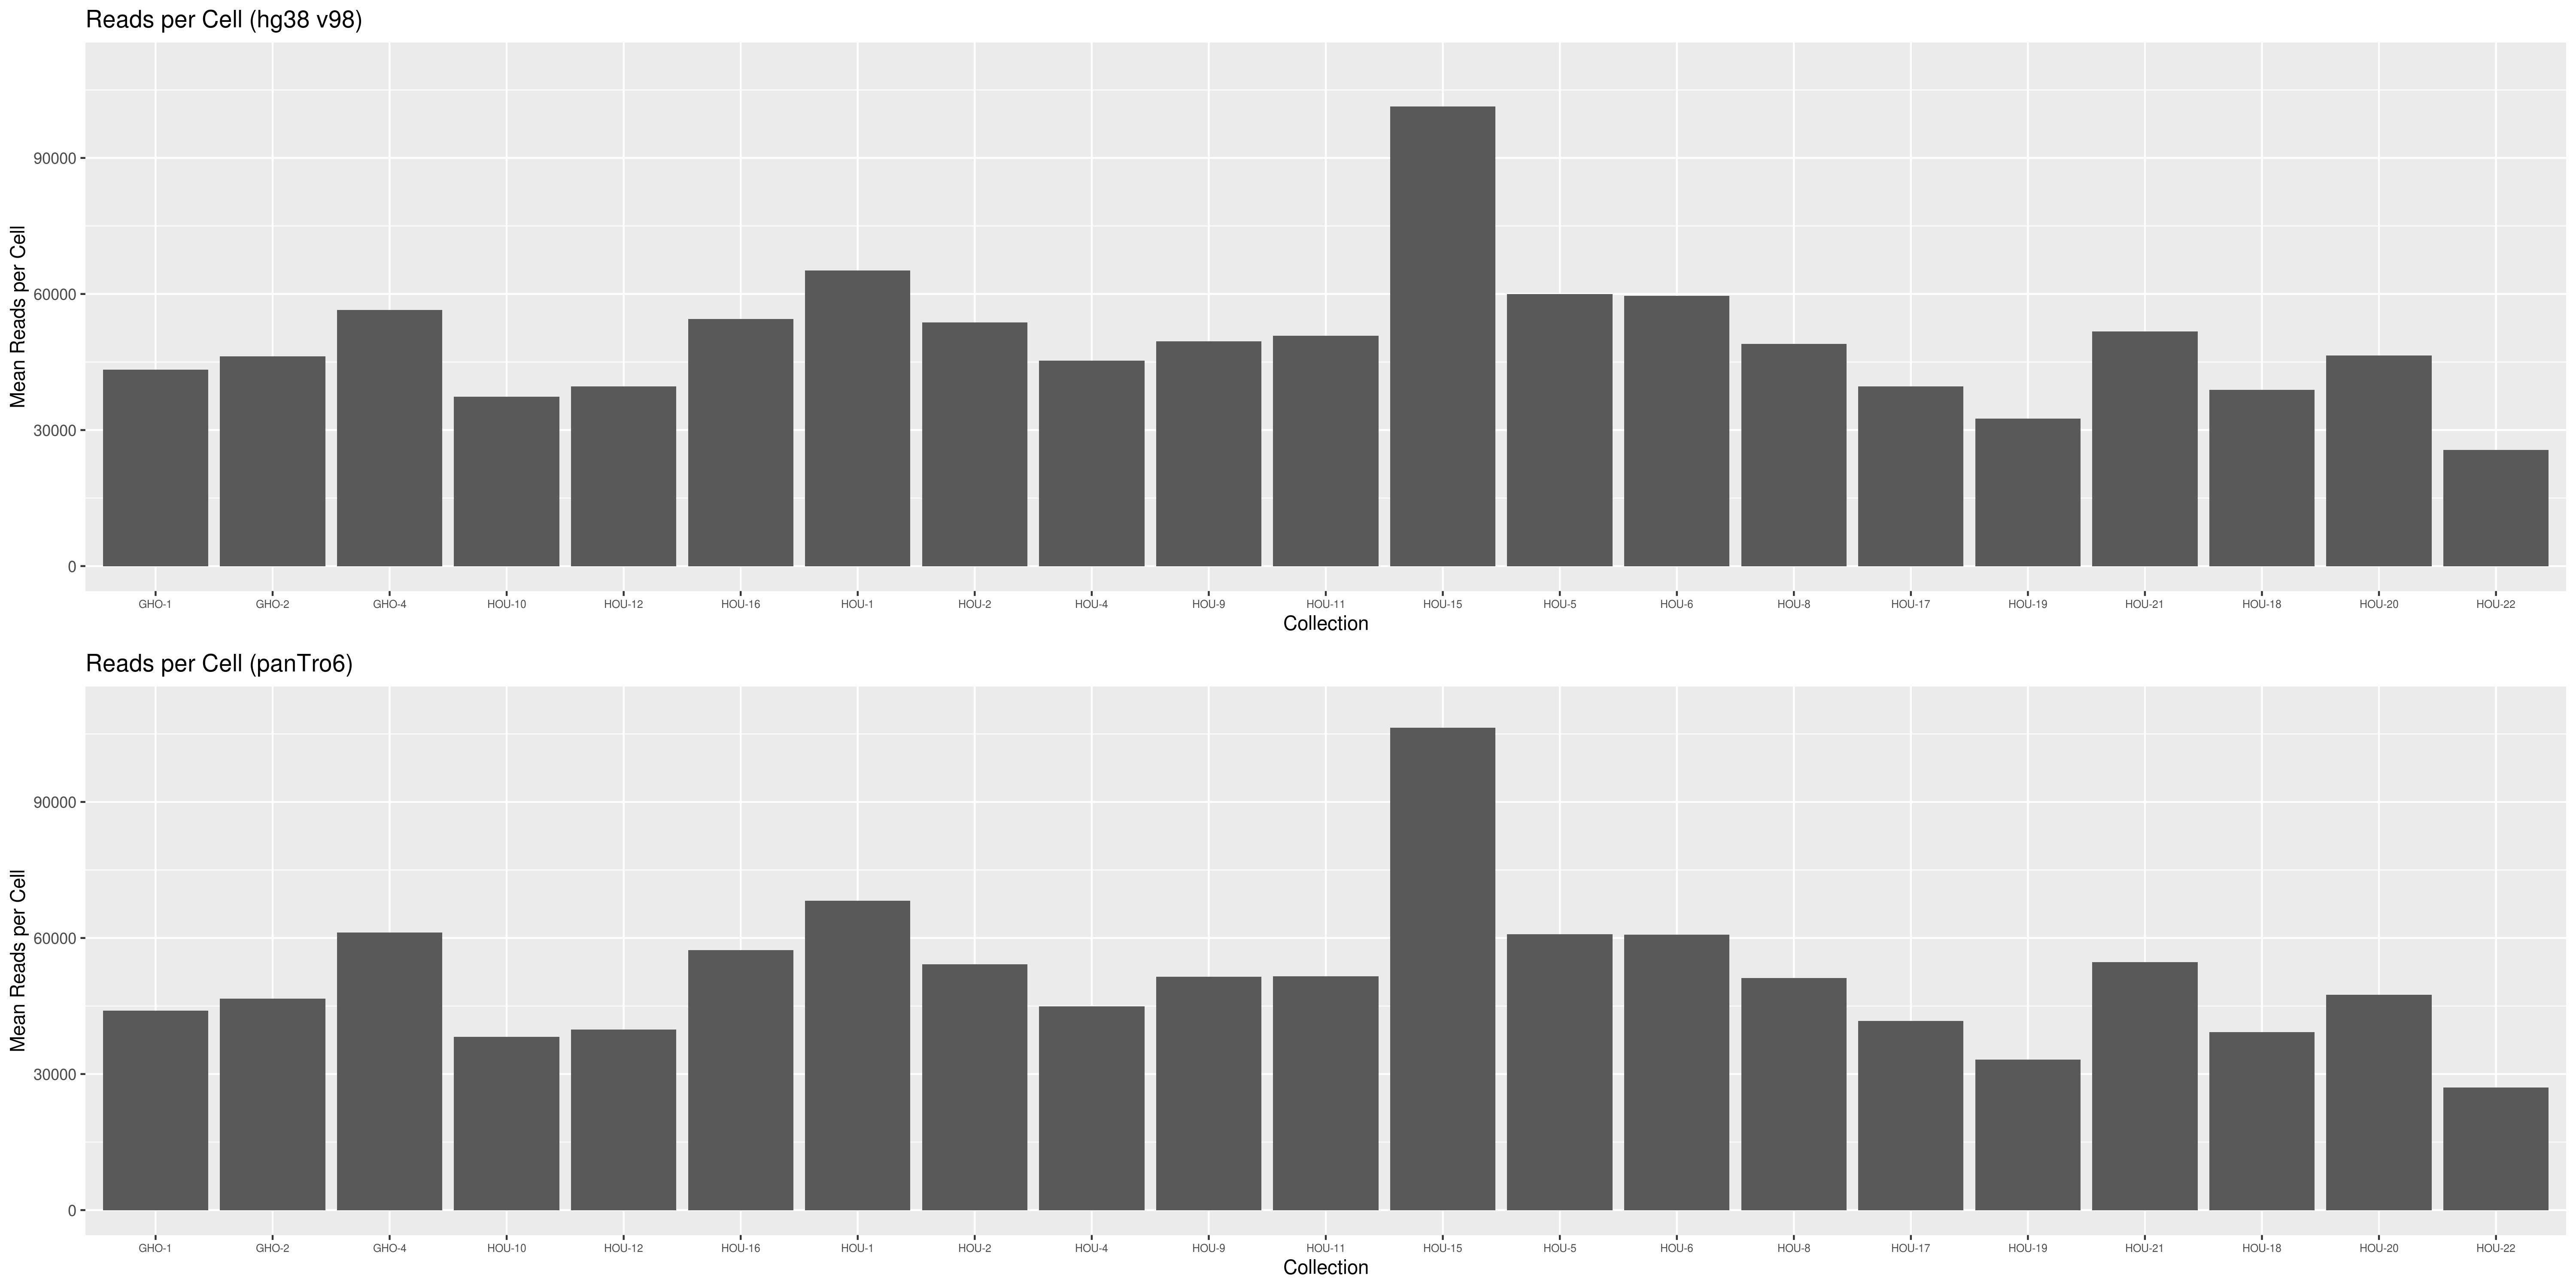 Reads per Cell (hg38 v98)
Mean Reads per Cell
90000
60000
30000
0
GHO-1 GHO-2 GHO-4 HOU-10 HOU-12 HOU-16 HOU-1 HOU-2 HOU-4 HOU-9 HOU-11 HOU-15 HOU-5 HOU-6 HOU-8 HOU-17 HOU-19 HOU-21 HOU-18 HOU-20 HOU-22
Collection
Reads per Cell (panTro6)
Mean Reads per Cell
90000
60000
30000
0
GHO-1 GHO-2 GHO-4 HOU-10 HOU-12 HOU-16 HOU-1 HOU-2 HOU-4 HOU-9 HOU-11 HOU-15 HOU-5 HOU-6 HOU-8 HOU-17 HOU-19 HOU-21 HOU-18 HOU-20 HOU-22
Collection